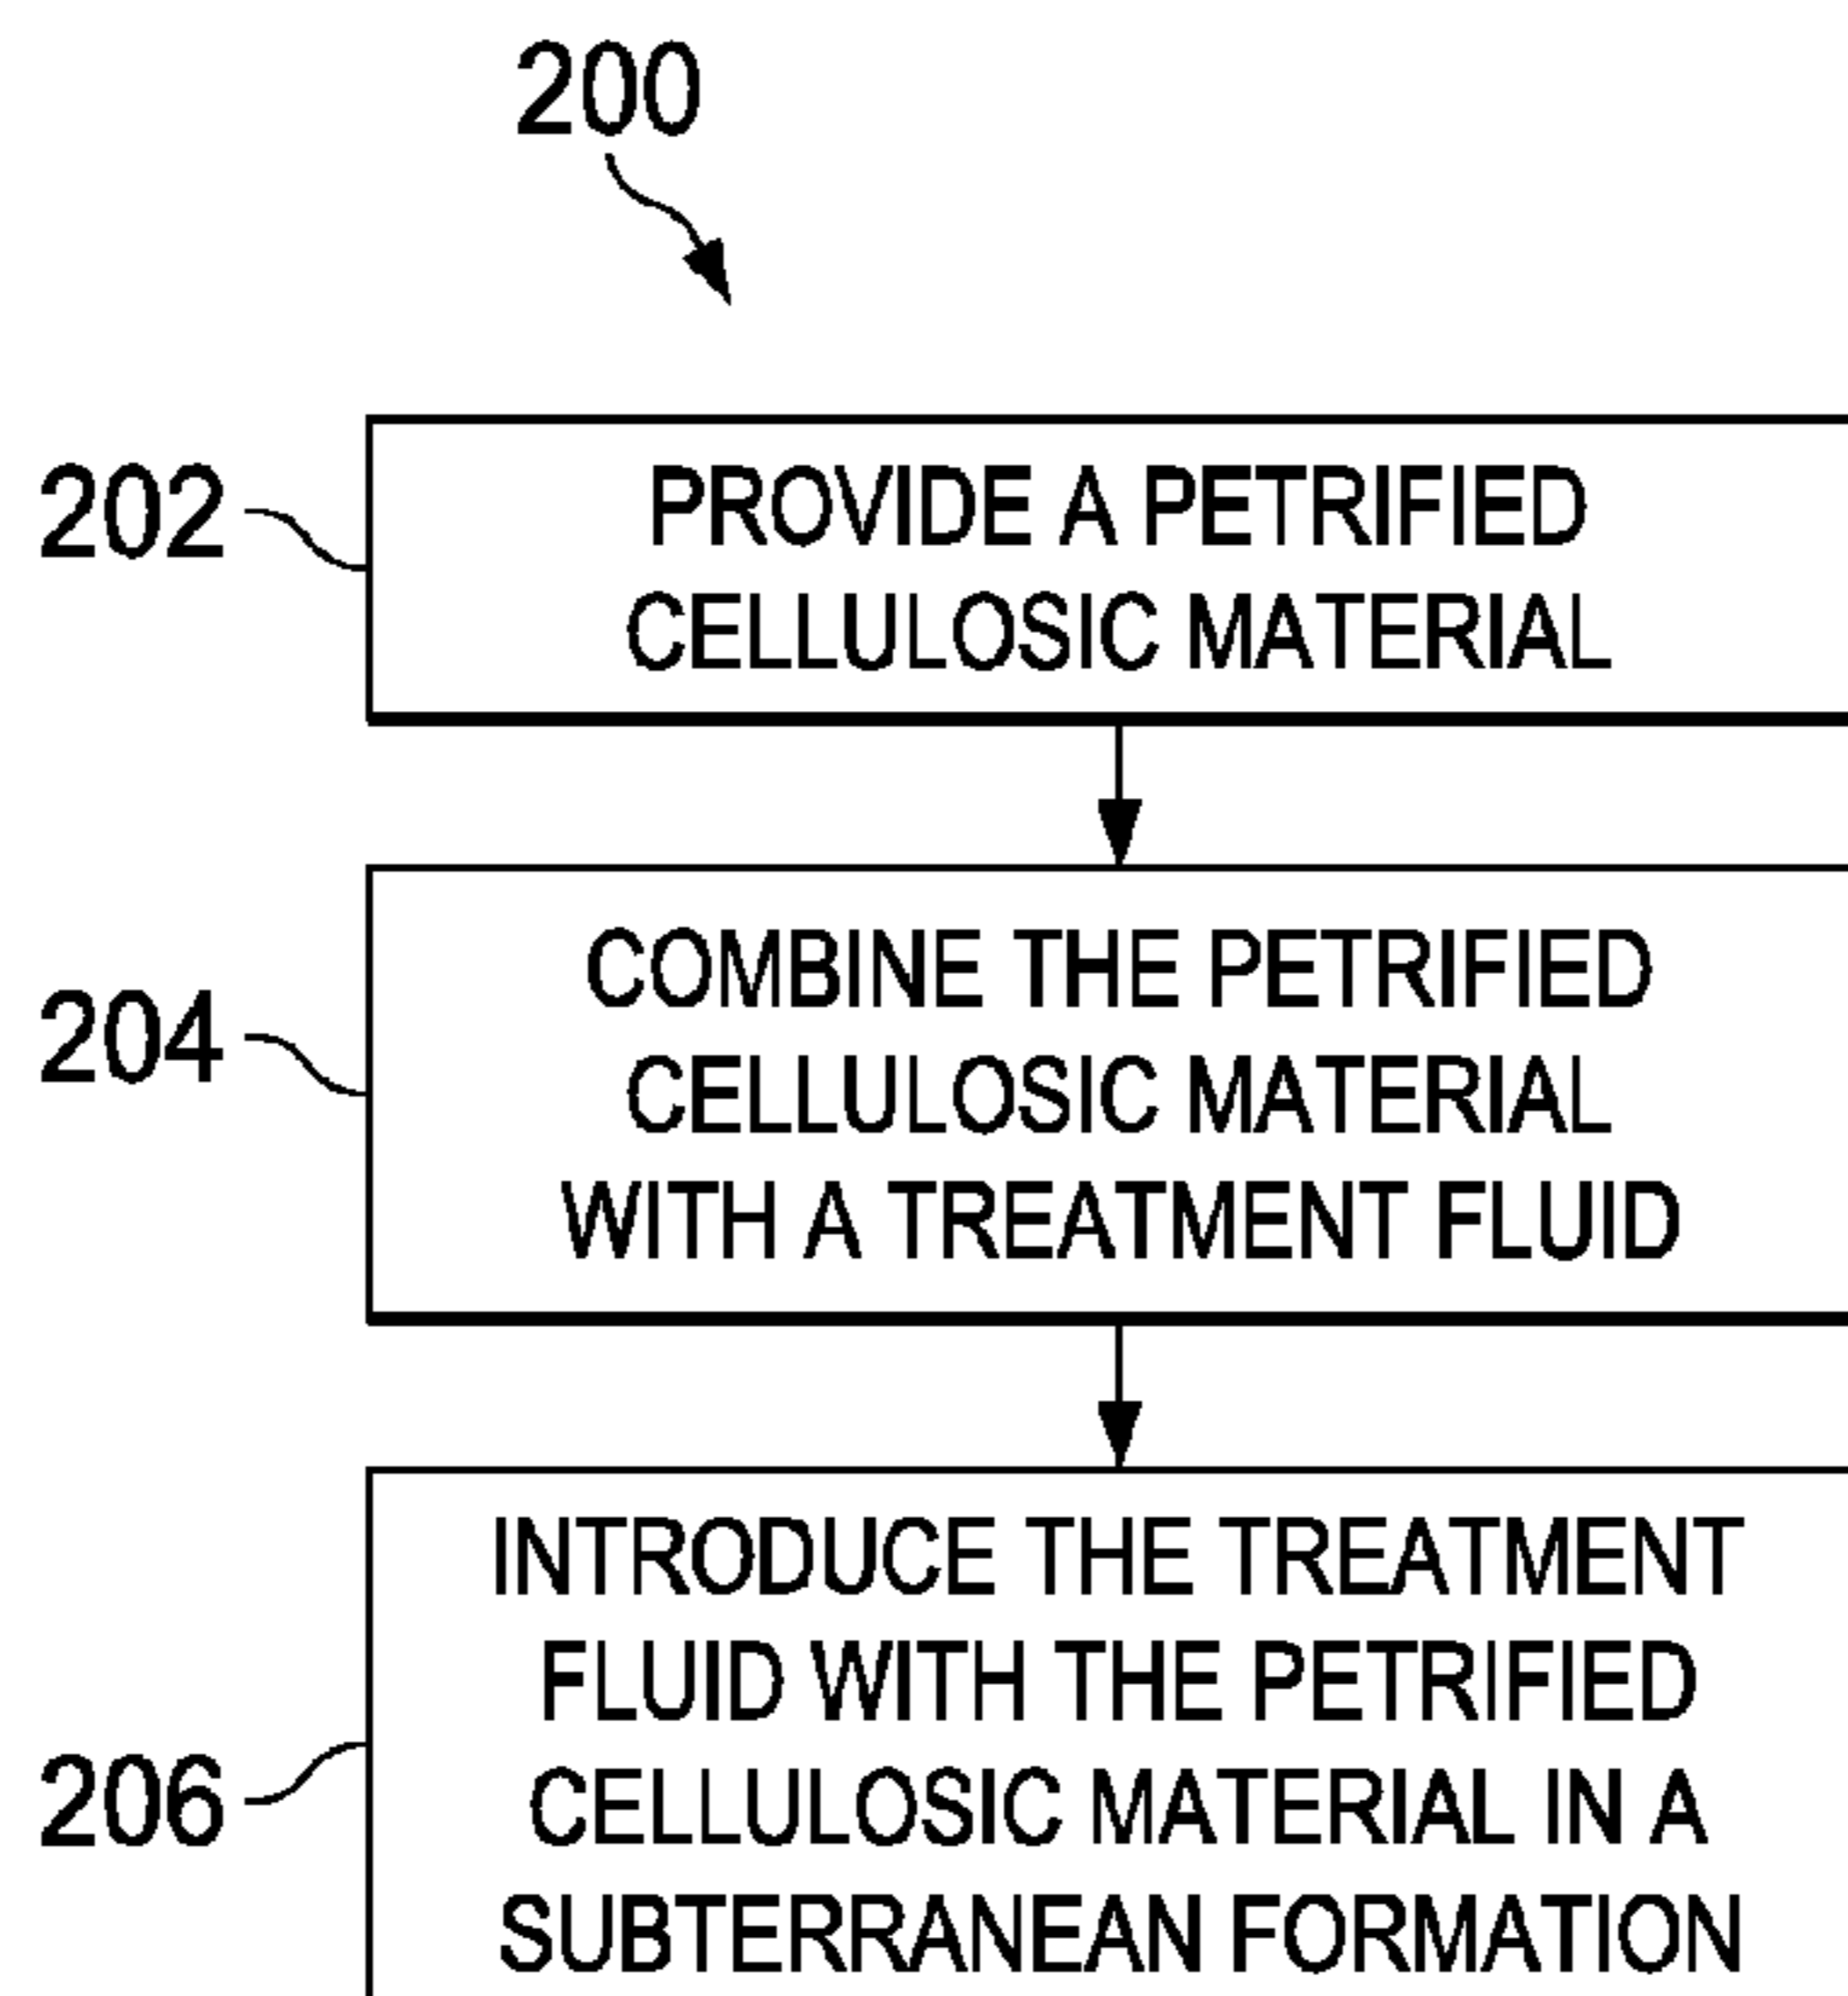 200
202
PROVIDE A PETRIFIED
CELLULOSIC MATERIAL
204
COMBINE THE PETRIFIED
CELLULOSIC MATERIAL
WITH A TREATMENT FLUID
206
INTRODUCE THE TREATMENT
FLUID WITH THE PETRIFIED
CELLULOSIC MATERIAL IN A
SUBTERRANEAN FORMATION